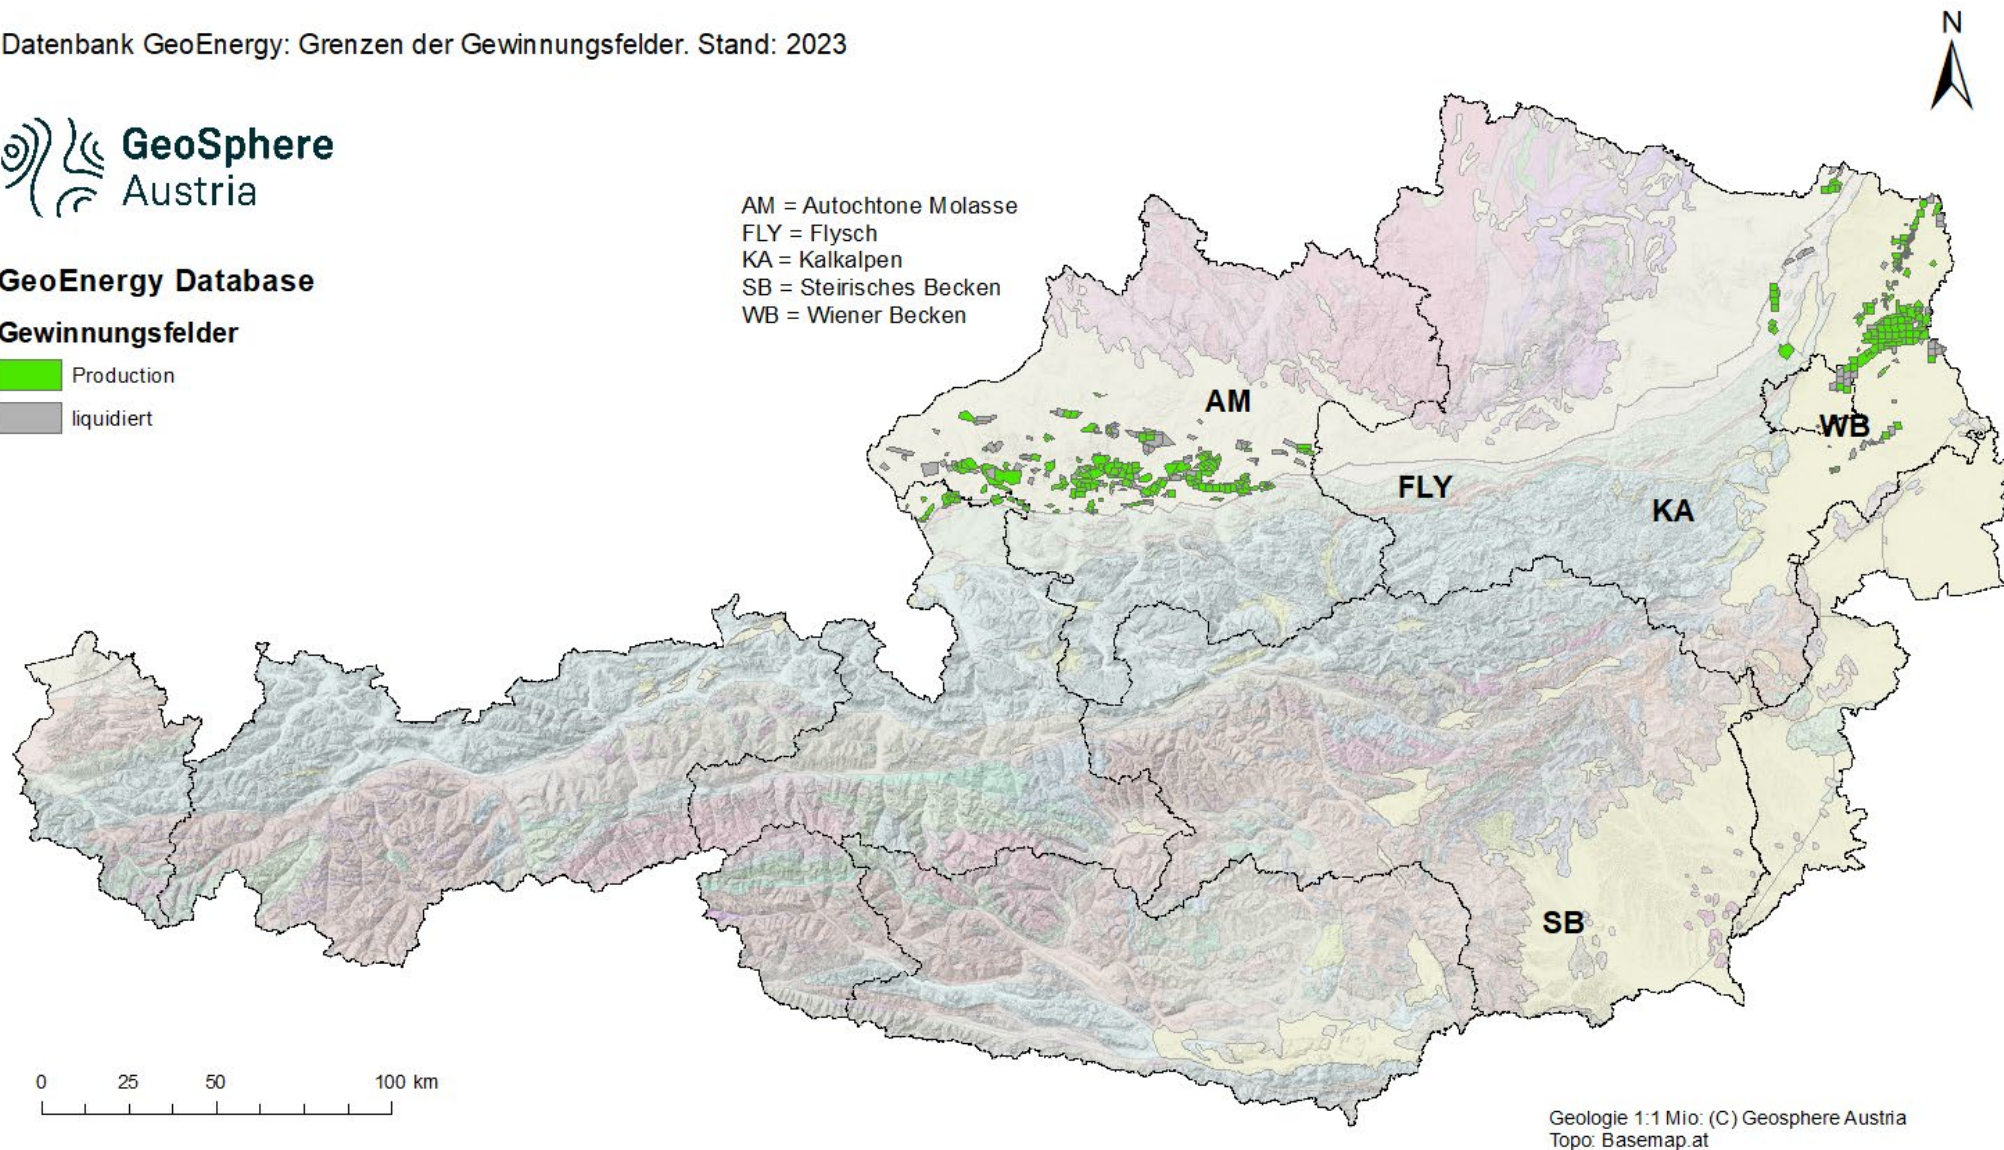 Datenbank GeoEnergy: Grenzen der Gewinnungsfelder. Stand: 2023
N
GeoSphere
Austria
AM = Autochtone Molasse
FLY = Flysch
KA = Kalkalpen
SB = Steirisches Becken
WB = Wiener Becken
GeoEnergy Database
Gewinnungsfelder
Production
liquidiert
AM
WB
FLY
KA
SB
0 25 50 100 km
Geologie 1:1 Mio: (C) Geosphere Austria
Topo: Basemap.at